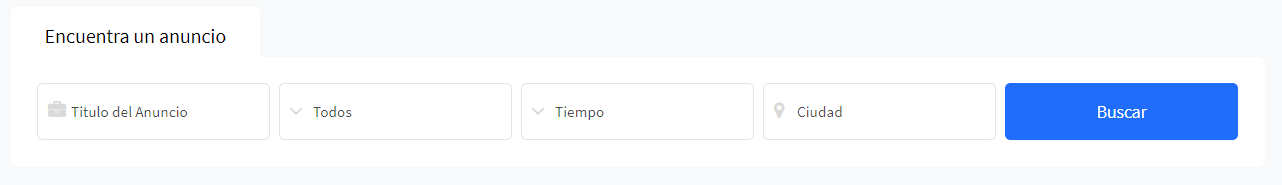 Encuentra un anuncio
Titulo del Anuncio
Todos
Tiempo
Ciudad
Buscar